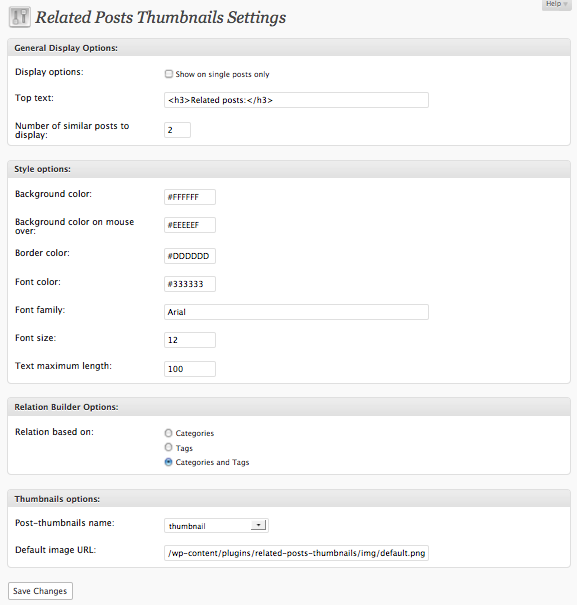 Help
Related Posts Thumbnails Settings
General Display Options:
Display options:
Show on single posts only
Top text:
<h3>Related posts:</h3>
Number of similar posts to
display:
2
Style options:
Background color:
#FFFFFF
Background color on mouse
over:
#EEEEEF
Border color:
#DDDDDD
Font color:
#333333
Font family:
Arial
Font size:
12
Text maximum length:
100
Relation Builder Options:
Relation based on:
Categories
Tags
Categories and Tags
Thumbnails options:
Post-thumbnails name:
thumbnail
Default image URL:
/wp-content/plugins/related-posts-thumbnails/img/default.png
Save Changes